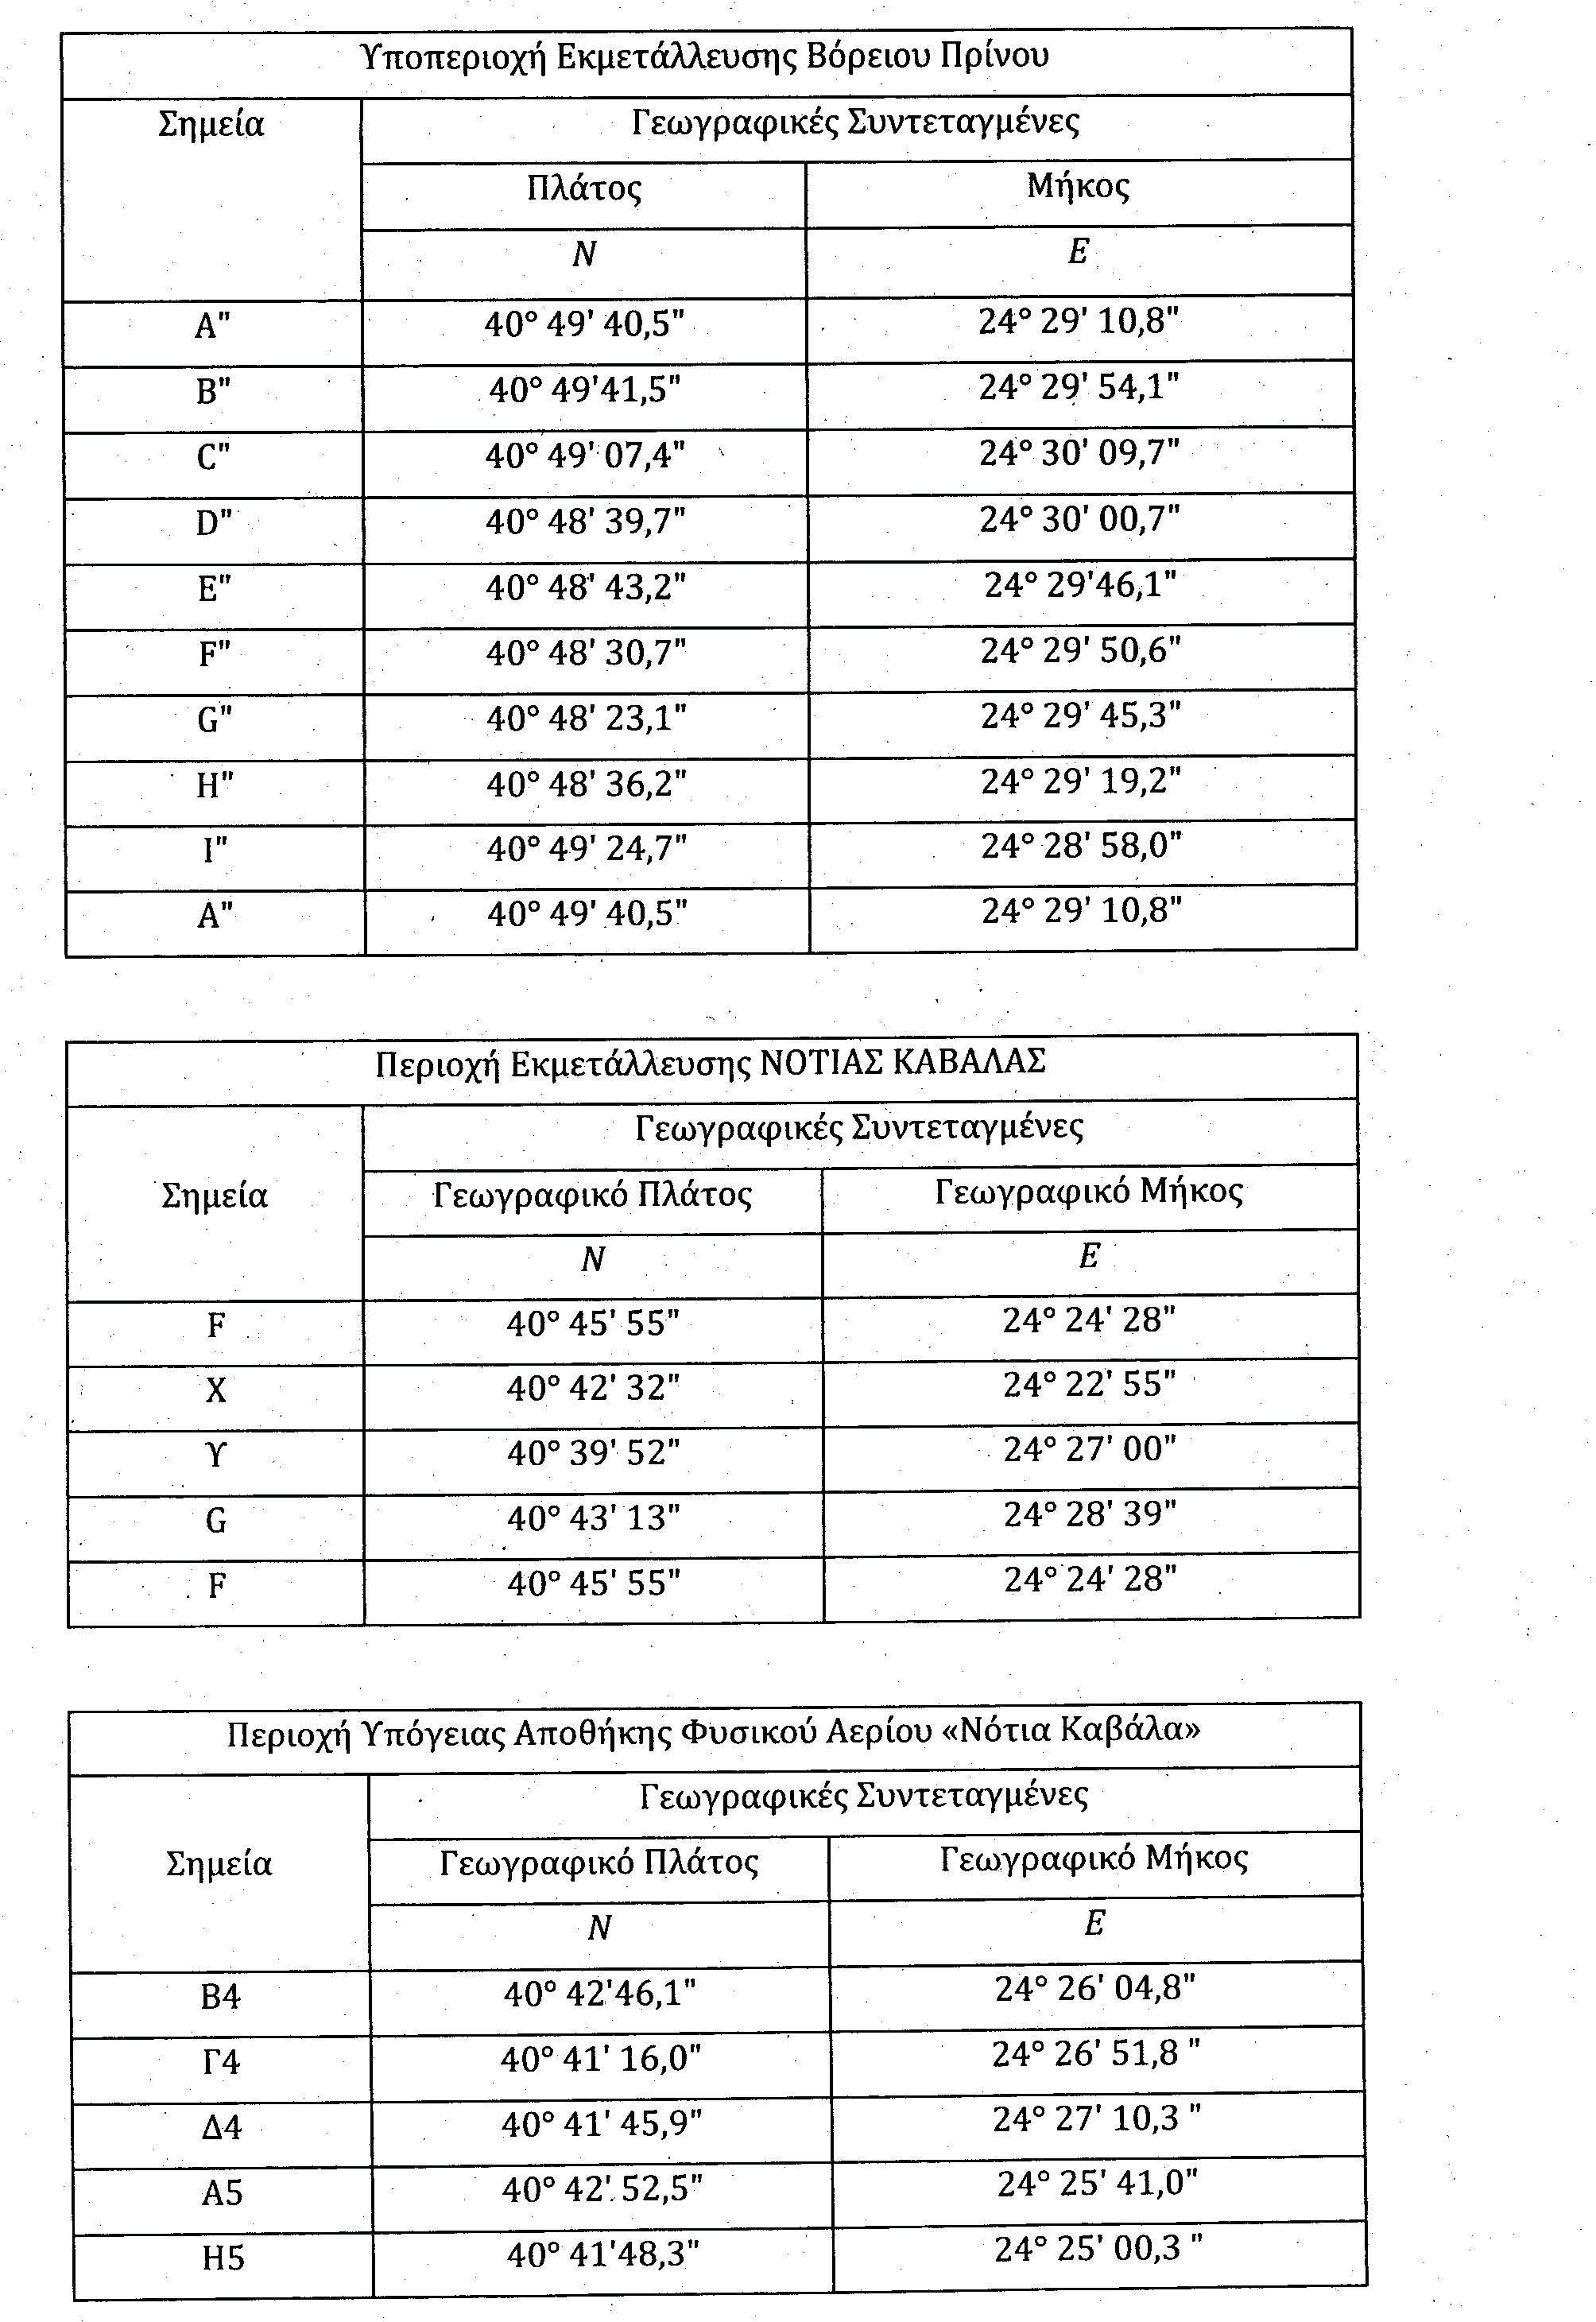 Υποπεριοχή Εκμετάλλευσης Βόρειου Πρίνου
Σημεία Γεωγραφικές Συντεταγμένες
Πλάτος Μήκος
N E
A" 40° 49' 40,5" 24° 29' 10,8"
B" 40° 49'41,5" 24° 29' 54,1"
C" 40° 49' 07,4" 24° 30' 09,7"
D" 40° 48' 39,7" 24° 30' 00,7"
E" 40° 48' 43,2" 24° 29'46,1"
F" 40° 48' 30,7" 24° 29' 50,6"
G" 40° 48' 23,1" 24° 29' 45,3"
H" 40° 48' 36,2" 24° 29' 19,2"
I" 40° 49' 24,7" 24° 28' 58,0"
A" 40° 49' 40,5" 24° 29' 10,8"
Περιοχή Εκμετάλλευσης ΝΟΤΙΑΣ ΚΑΒΑΛΑΣ
Γεωγραφικές Συντεταγμένες
Σημεία Γεωγραφικό Πλάτος Γεωγραφικό Μήκος
N E
F 40° 45' 55" 24° 24' 28"
X 40° 42' 32" 24° 22' 55"
Υ 40° 39' 52" 24° 27' 00"
G 40° 43' 13" 24° 28' 39"
F 40° 45' 55" 24° 24' 28"
Περιοχή Υπόγειας Αποθήκης Φυσικού Αερίου «Νότια Καβάλα»
Γεωγραφικές Συντεταγμένες
Σημεία Γεωγραφικό Πλάτος Γεωγραφικό Μήκος
N E
Β4 40° 42'46,1" 24° 26' 04,8"
Γ4 40° 41' 16,0" 24° 26' 51,8 "
Δ4 40° 41' 45,9" 24° 27' 10,3 "
Α5 40° 42' 52,5" 24° 25' 41,0"
Η5 40° 41'48,3" 24° 25' 00,3 "